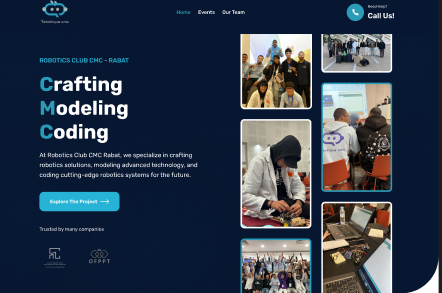 Home
Events
Our Team
Need Help?
Call Us!
ROBOTICS CLUB CMC - RABAT
Crafting
Modeling
Coding
At Robotics Club CMC Rabat, we specialize in crafting
robotics solutions, modeling advanced technology, and
coding cutting-edge robotics systems for the future.
Explore The Project
Trusted by many companies
OFPPT